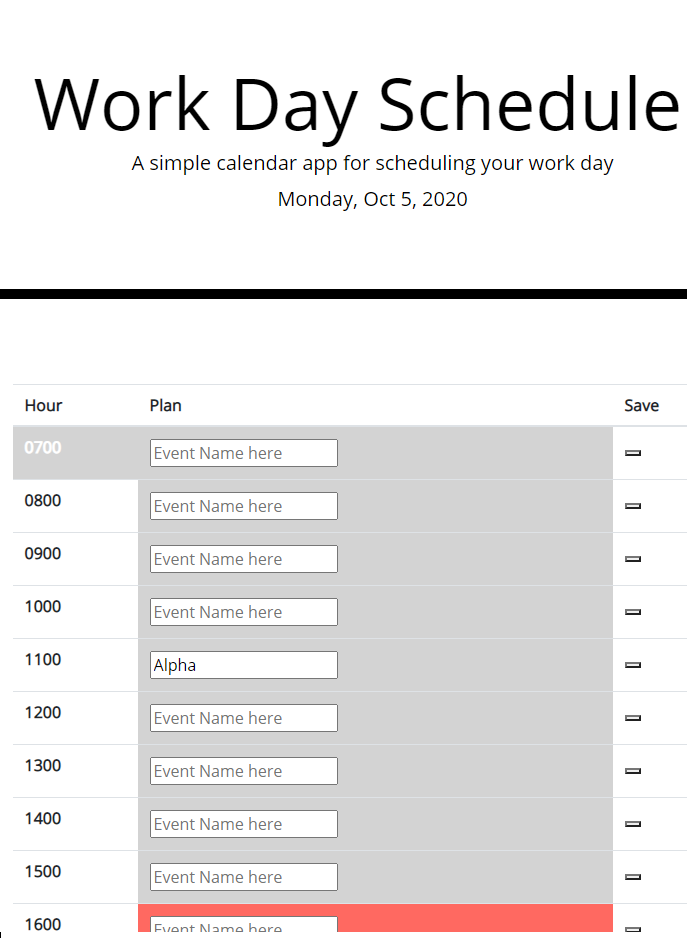 Work Day Schedule
A simple calendar app for scheduling your work day
Monday, Oct 5, 2020
Hour Plan Save
0700 Event Name here
0800 Event Name here
0900 Event Name here
1000 Event Name here
1100 Alpha
1200 Event Name here
1300 Event Name here
1400 Event Name here
1500 Event Name here
1600 Event Name here